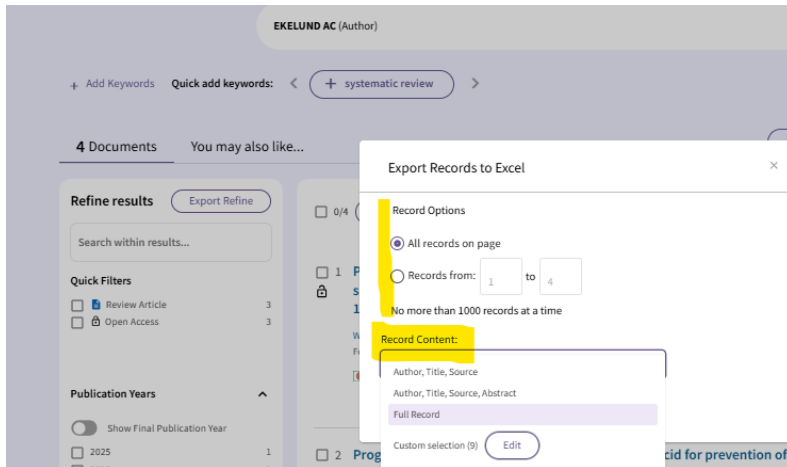 EKELUND AC (Author)
+ Add Keywords Quick add keywords: < + systematic review >
4 Documents You may also like...
Refine results Export Refine
Search within results...
Quick Filters
Review Article 3
Open Access 3
Publication Years
Show Final Publication Year
2025 1
0/4
1 P
s
1
W
Fe
2 Prog
cid for prevention of
Export Records to Excel ×
Record Options
All records on page
Records from: 1 to 4
No more than 1000 records at a time
Record Content:
Author, Title, Source
Author, Title, Source, Abstract
Full Record
Custom selection (9) Edit